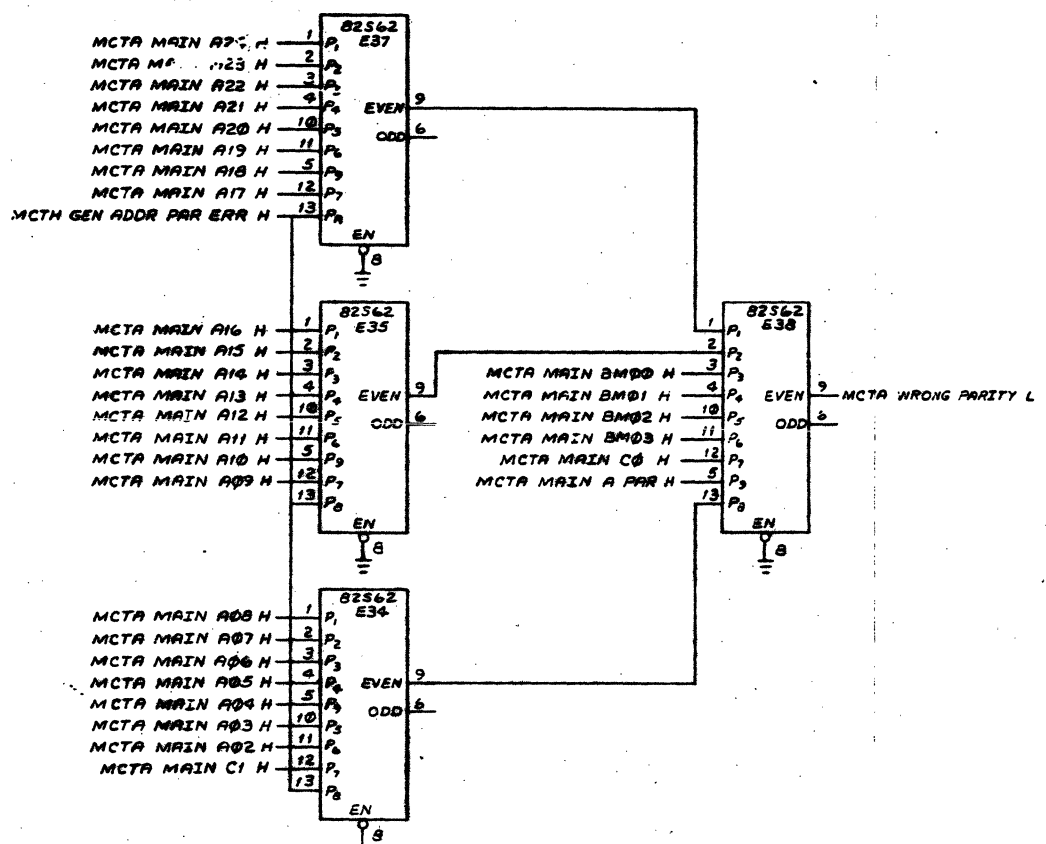 82S62
E37
MCTA MAIN H 1 P1
MCTA H 2 P2
MCTA MAIN A22 H 3 P3
MCTA MAIN A21 H 4 P4
EVEN 9
MCTA MAIN A20 H 10 P5
ODD 6
MCTA MAIN A19 H 11 P6
MCTA MAIN A18 H 5 P9
MCTA MAIN A17 H 12 P7
MCTH GEN ADDR PAR ERR H 13 P8
EN
8
82S62
E35
MCTA MAIN A16 H 1 P1
MCTA MAIN A15 H 2 P2
MCTA MAIN A14 H 3 P3
MCTA MAIN A13 H 4 P4
EVEN 9
MCTA MAIN A12 H 10 P5
ODD 6
MCTA MAIN A11 H 11 P6
MCTA MAIN A10 H 5 P9
MCTA MAIN A09 H 12 P7
13 P8
EN
8
82S62
E38
1 P1
2 P2
MCTA MAIN BM00 H 3 P3
MCTA MAIN BM01 H 4 P4
EVEN 9 MCTA WRONG PARITY L
MCTA MAIN BM02 H 10 P5
ODD 6
MCTA MAIN BM03 H 11 P6
MCTA MAIN C0 H 12 P7
MCTA MAIN A PAR H 5 P9
13 P8
EN
8
82S62
E34
MCTA MAIN A08 H 1 P1
MCTA MAIN A07 H 2 P2
MCTA MAIN A06 H 3 P3
MCTA MAIN A05 H 4 P4
EVEN 9
MCTA MAIN A04 H 5 P9
ODD 6
MCTA MAIN A03 H 10 P5
MCTA MAIN A02 H 11 P6
MCTA MAIN C1 H 12 P7
13 P8
EN
8